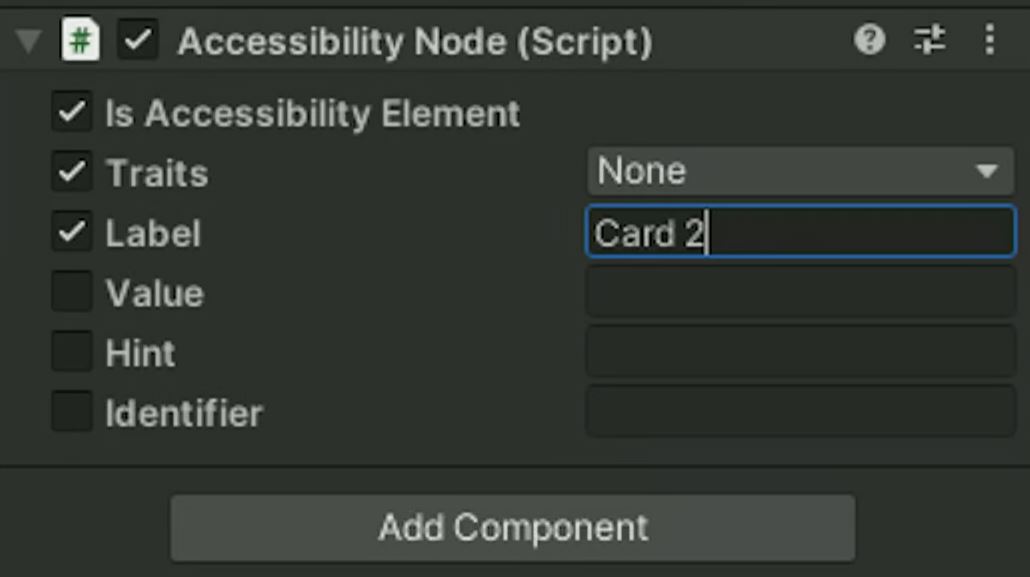 # Accessibility Node (Script)
Is Accessibility Element
Traits None
Label Card 2
Value
Hint
Identifier
Add Component